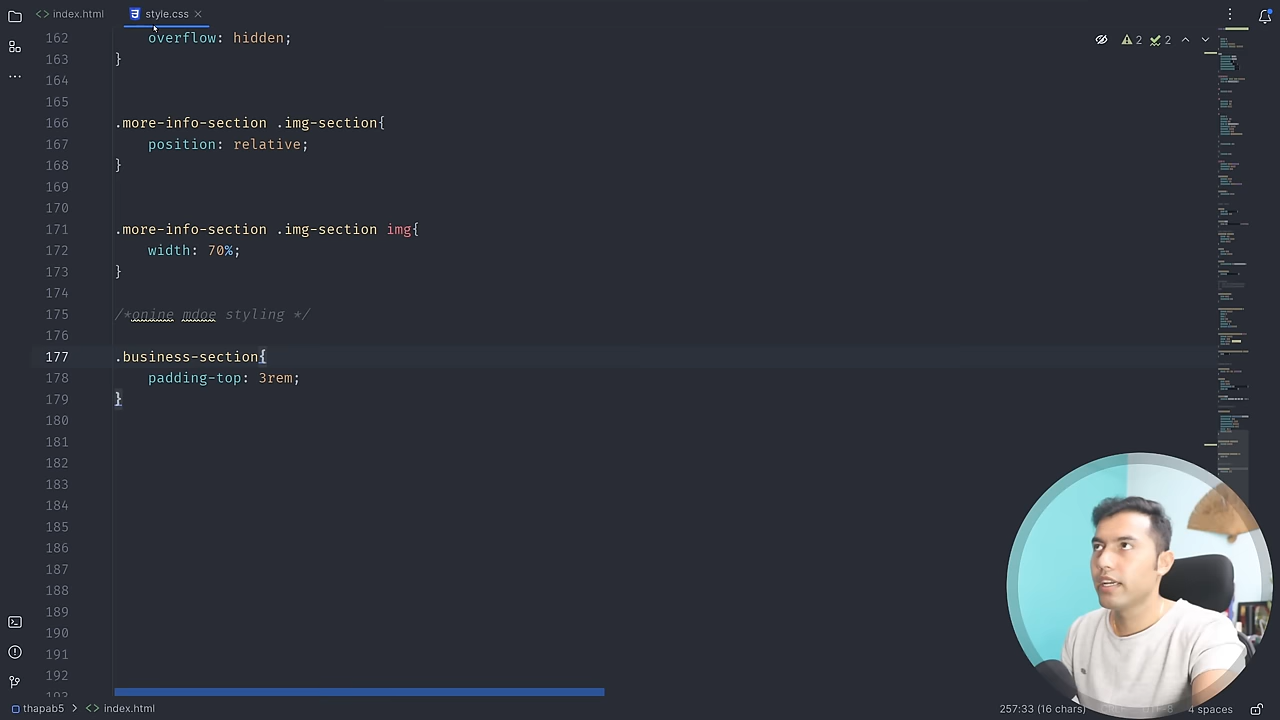 index.html
style.css
162 overflow: hidden;
163 }
164
165
166 .more-info-section .img-section{
167 position: relative;
168 }
169
170
171 .more-info-section .img-section img{
172 width: 70%;
173 }
174
175 /*onine mdoe styling */
176
177 .business-section{
178 padding-top: 3rem;
179 }
180
181
182
183
184
185
186
187
188
189
190
191
192
2 2
thapab5 > index.html
257:33 (16 chars) 4 spaces